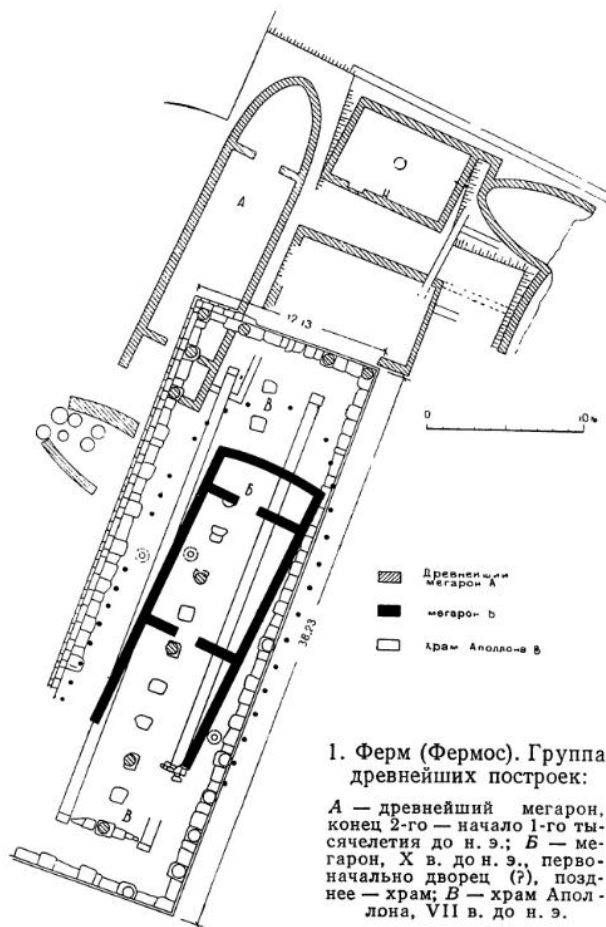 А
12.13
В
0 10 м
Б
Древнейший
мегарон А
мегарон Б
Храм Аполлона В
38.23
В
1. Ферм (Фермос). Группа
древнейших построек:
А — древнейший мегарон,
конец 2-го — начало 1-го ты-
сячелетия до н. э.; Б — ме-
гарон, X в. до н. э., перво-
начально дворец (?), позд-
нее — храм; В — храм Апол-
лона, VII в. до н. э.